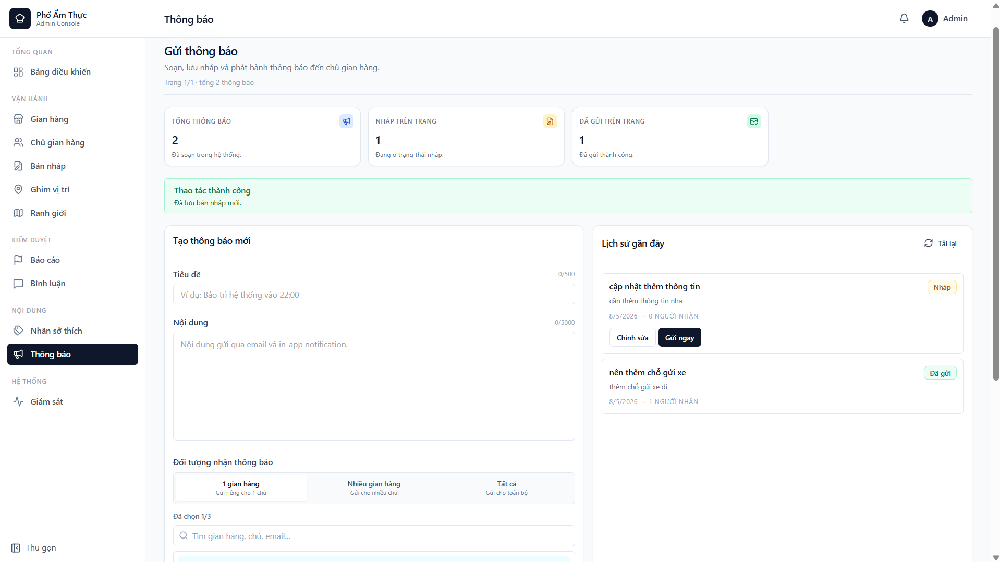 Phố Ẩm Thực
Admin Console
TỔNG QUAN
Bảng điều khiển
VẬN HÀNH
Gian hàng
Chủ gian hàng
Bản nháp
Ghim vị trí
Ranh giới
KIỂM DUYỆT
Báo cáo
Bình luận
NỘI DUNG
Nhãn sở thích
Thông báo
HỆ THỐNG
Giám sát
Thu gọn
Thông báo
A Admin
Gửi thông báo
Soạn, lưu nháp và phát hành thông báo đến chủ gian hàng.
Trang 1/1 · tổng 2 thông báo
TỔNG THÔNG BÁO
2
Đã soạn trong hệ thống.
NHÁP TRÊN TRANG
1
Đang ở trạng thái nháp.
ĐÃ GỬI TRÊN TRANG
1
Đã gửi thành công.
Thao tác thành công
Đã lưu bản nháp mới.
Tạo thông báo mới
Tiêu đề 0/500
Ví dụ: Bảo trì hệ thống vào 22:00
Nội dung 0/5000
Nội dung gửi qua email và in-app notification.
Đối tượng nhận thông báo
1 gian hàng
Gửi riêng cho 1 chủ
Nhiều gian hàng
Gửi cho nhiều chủ
Tất cả
Gửi cho toàn bộ
Đã chọn 1/3
Tìm gian hàng, chủ, email...
Lịch sử gần đây
Tải lại
cập nhật thêm thông tin
Nháp
cần thêm thông tin nha
8/5/2026 · 0 NGƯỜI NHẬN
Chỉnh sửa
Gửi ngay
nên thêm chỗ gửi xe
Đã gửi
thêm chỗ gửi xe đi
8/5/2026 · 1 NGƯỜI NHẬN